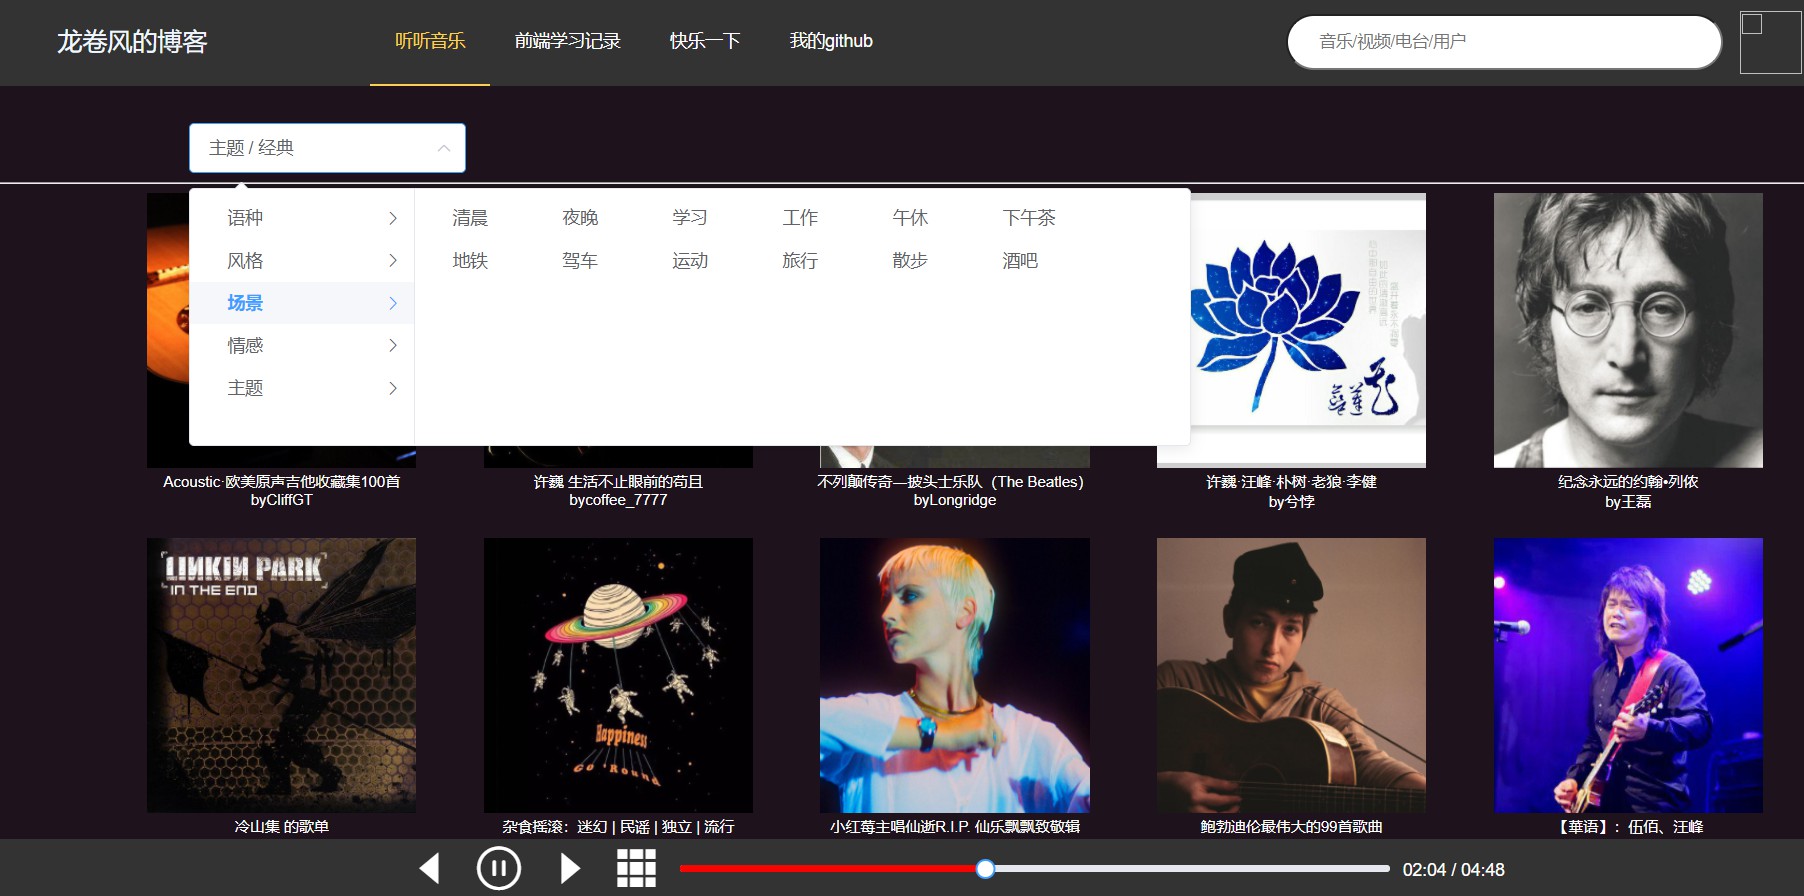 龙卷风的博客
听听音乐
前端学习记录
快乐一下
我的github
音乐/视频/电台/用户
主题 / 经典
语种
风格
场景
情感
主题
清晨 夜晚 学习 工作 午休 下午茶
地铁 驾车 运动 旅行 散步 酒吧
Acoustic·欧美原声吉他收藏集100首
byCliffGT
许巍 生活不止眼前的苟且
bycoffee_7777
不列颠传奇—披头士乐队（The Beatles）
byLongridge
许巍·汪峰·朴树·老狼·李健
by兮悖
纪念永远的约翰•列侬
by王磊
LINKIN PARK
IN THE END
冷山集 的歌单
Happiness
Go 'Round
杂食摇滚：迷幻 | 民谣 | 独立 | 流行
小红莓主唱仙逝R.I.P. 仙乐飘飘致敬辑
鲍勃迪伦最伟大的99首歌曲
【華语】：伍佰、汪峰
02:04 / 04:48